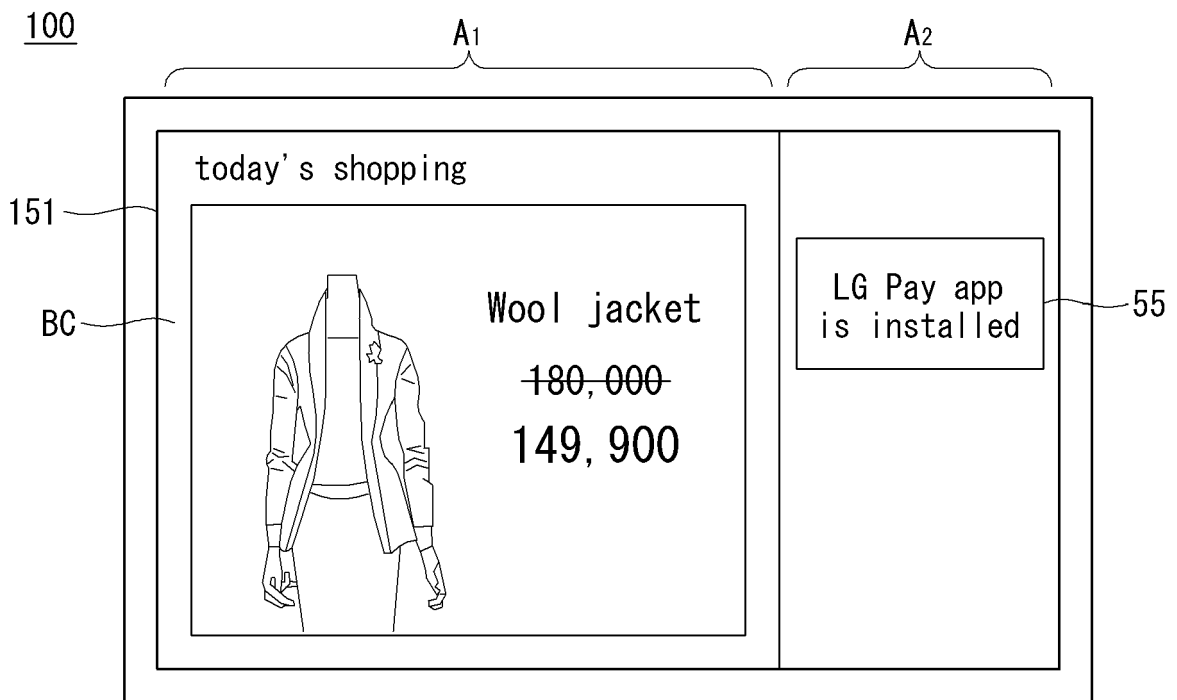 100
A1
A2
today's shopping
151
BC
Wool jacket
180,000
149,900
LG Pay app
is installed
55